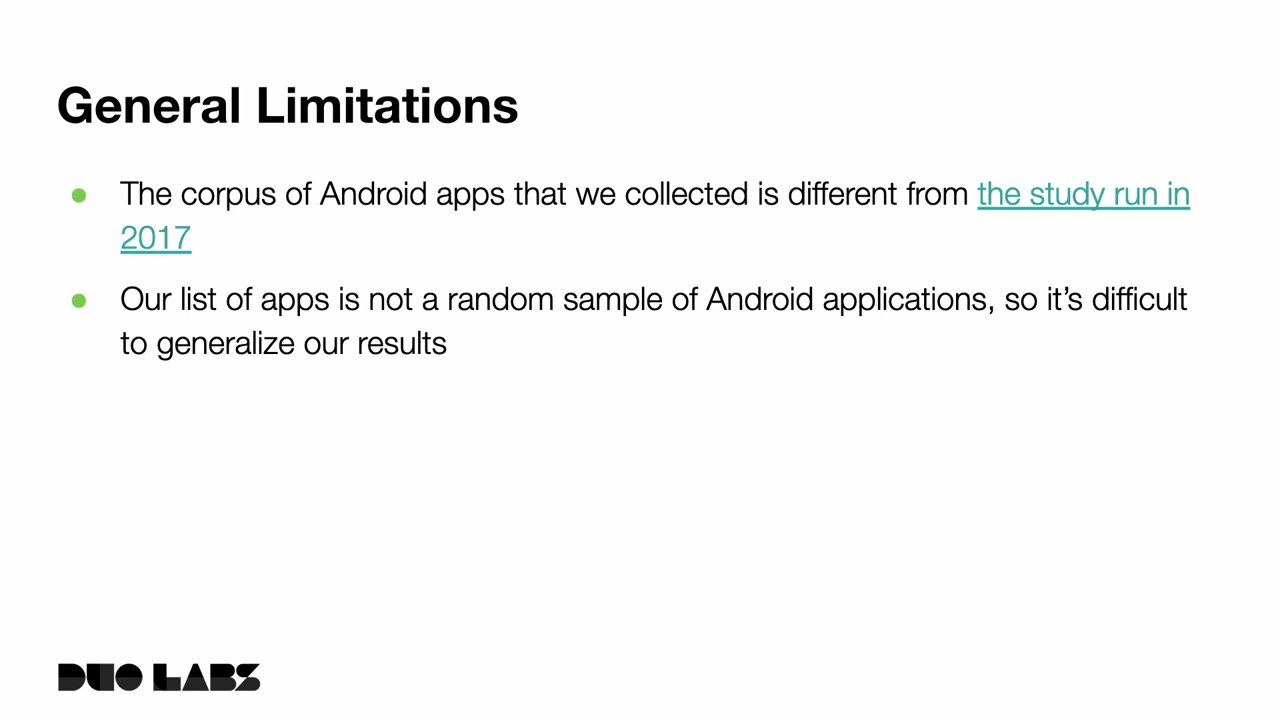 General Limitations
● The corpus of Android apps that we collected is different from the study run in
2017
● Our list of apps is not a random sample of Android applications, so it’s difficult
to generalize our results
DUO LABS